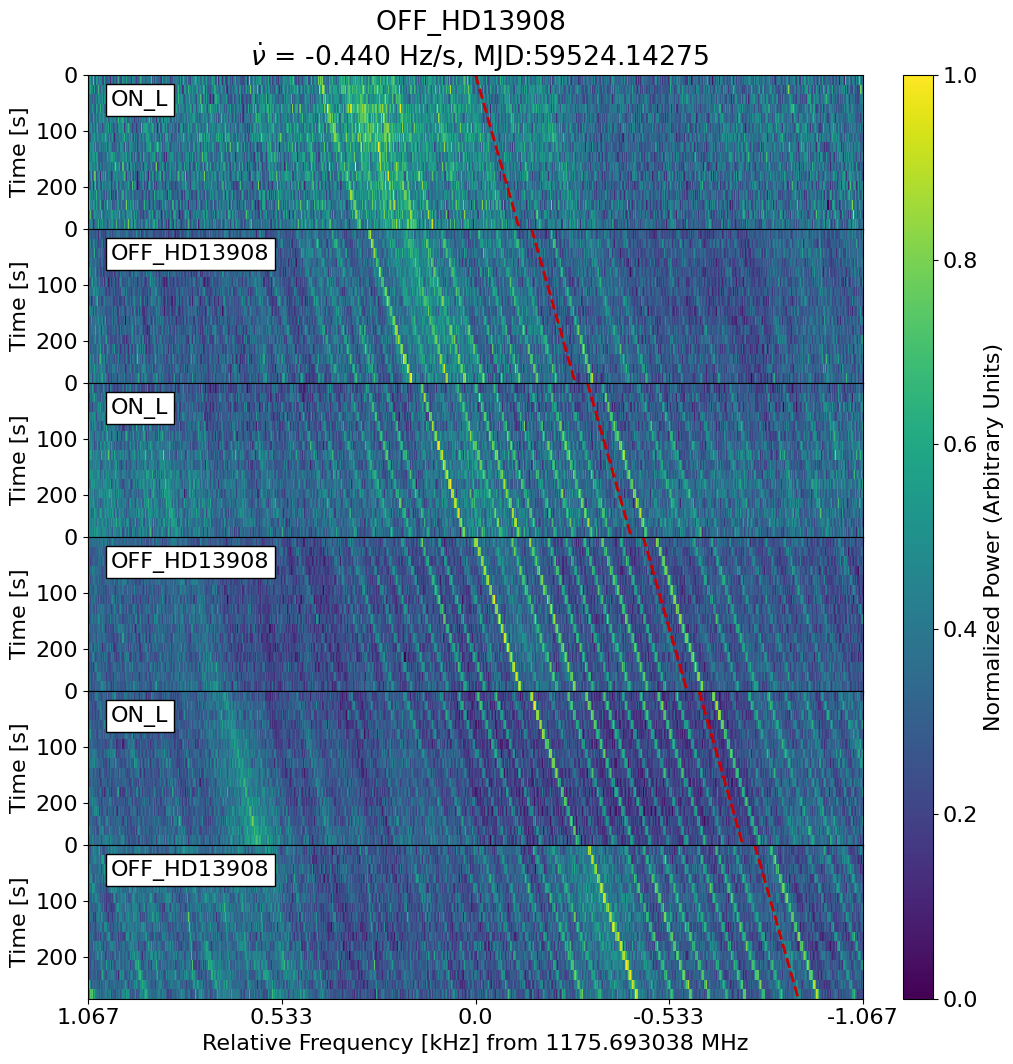 OFF_HD13908
ν̇ = -0.440 Hz/s, MJD:59524.14275
0
100
200
Time [s]
ON_L
0
100
200
Time [s]
OFF_HD13908
0
100
200
Time [s]
ON_L
0
100
200
Time [s]
OFF_HD13908
0
100
200
Time [s]
ON_L
0
100
200
Time [s]
OFF_HD13908
1.067
0.533
0.0
-0.533
-1.067
Relative Frequency [kHz] from 1175.693038 MHz
1.0
0.8
0.6
0.4
0.2
0.0
Normalized Power (Arbitrary Units)